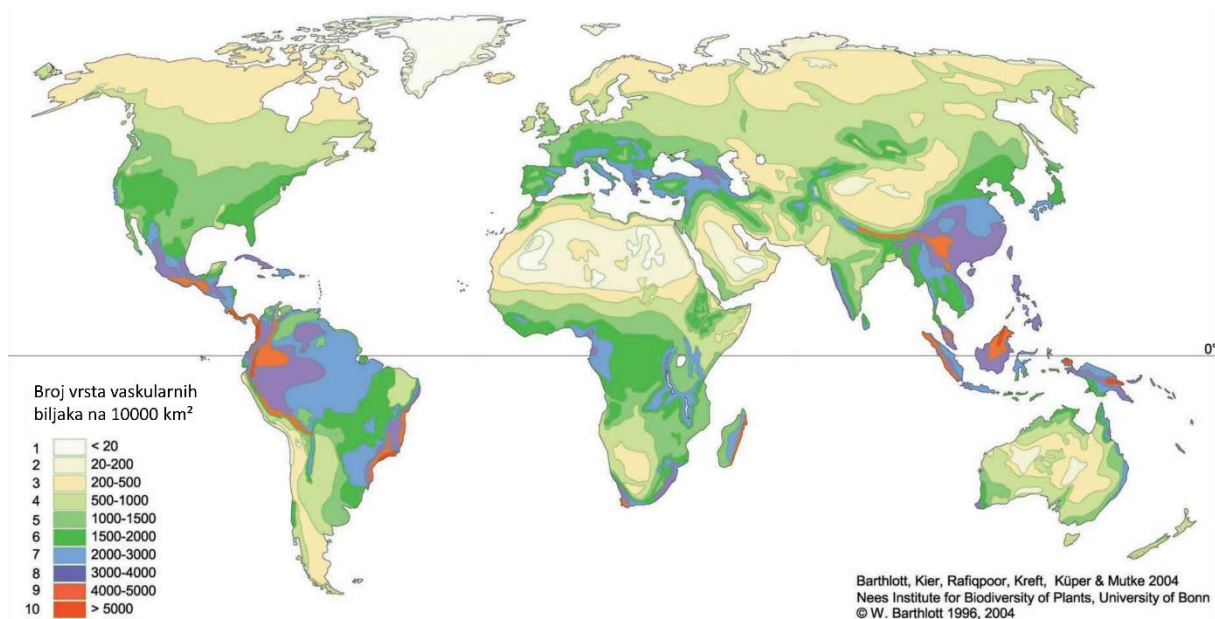 0°
Broj vrsta vaskularnih
biljaka na 10000 km²
1 < 20
2 20-200
3 200-500
4 500-1000
5 1000-1500
6 1500-2000
7 2000-3000
8 3000-4000
9 4000-5000
10 > 5000
Barthlott, Kier, Rafiqpoor, Kreft, Küper & Mutke 2004
Nees Institute for Biodiversity of Plants, University of Bonn
© W. Barthlott 1996, 2004